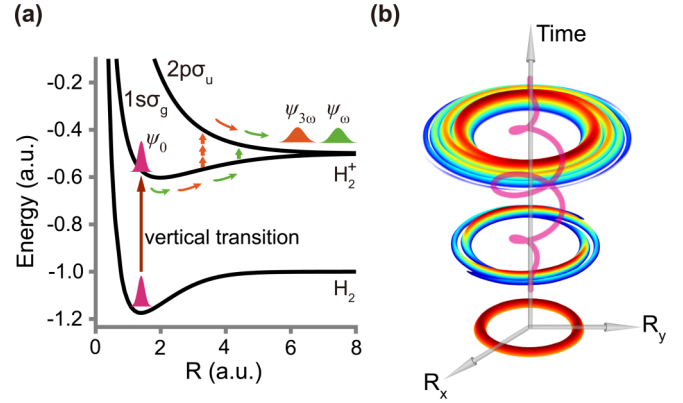 (a)
(b)
Time
2pσu
1sσg
ψ0
ψ3ω
ψω
-0.2
-0.4
-0.6
-0.8
-1.0
-1.2
Energy (a.u.)
H2+
vertical transition
H2
0
2
4
6
8
R (a.u.)
Rx
Ry